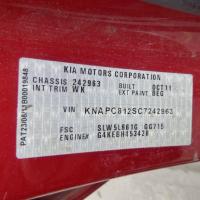 KIA MOTORS CORPORATION
CHASSIS 242963 BUILT OCT11
INT TRIM WK EXT PAINT BEG
VIN KNAPC812SC7242963
FSC SLW5L661G GG715
ENGINE# G4KEBH453428